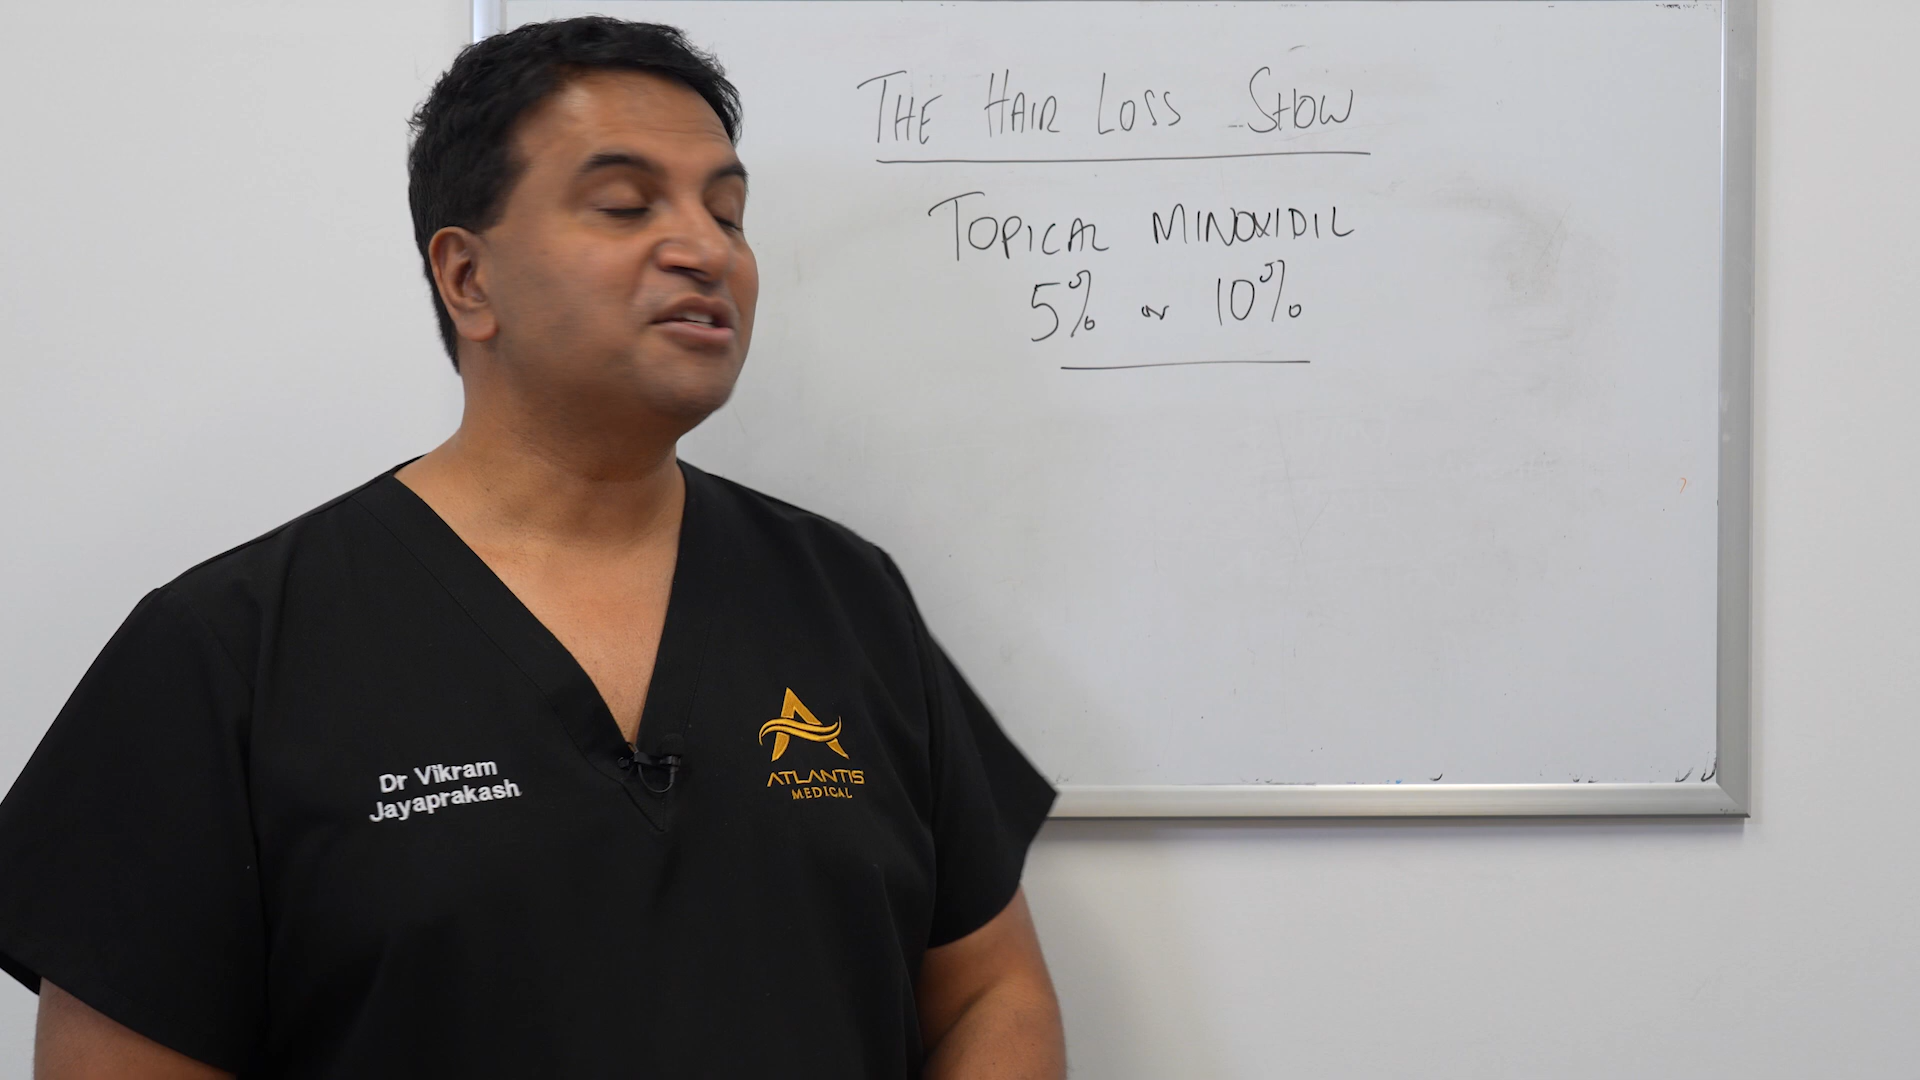 THE HAIR LOSS SHOW
TOPICAL MINOXIDIL
5% or 10%
Dr Vikram
Jayaprakash
ATLANTIS
MEDICAL